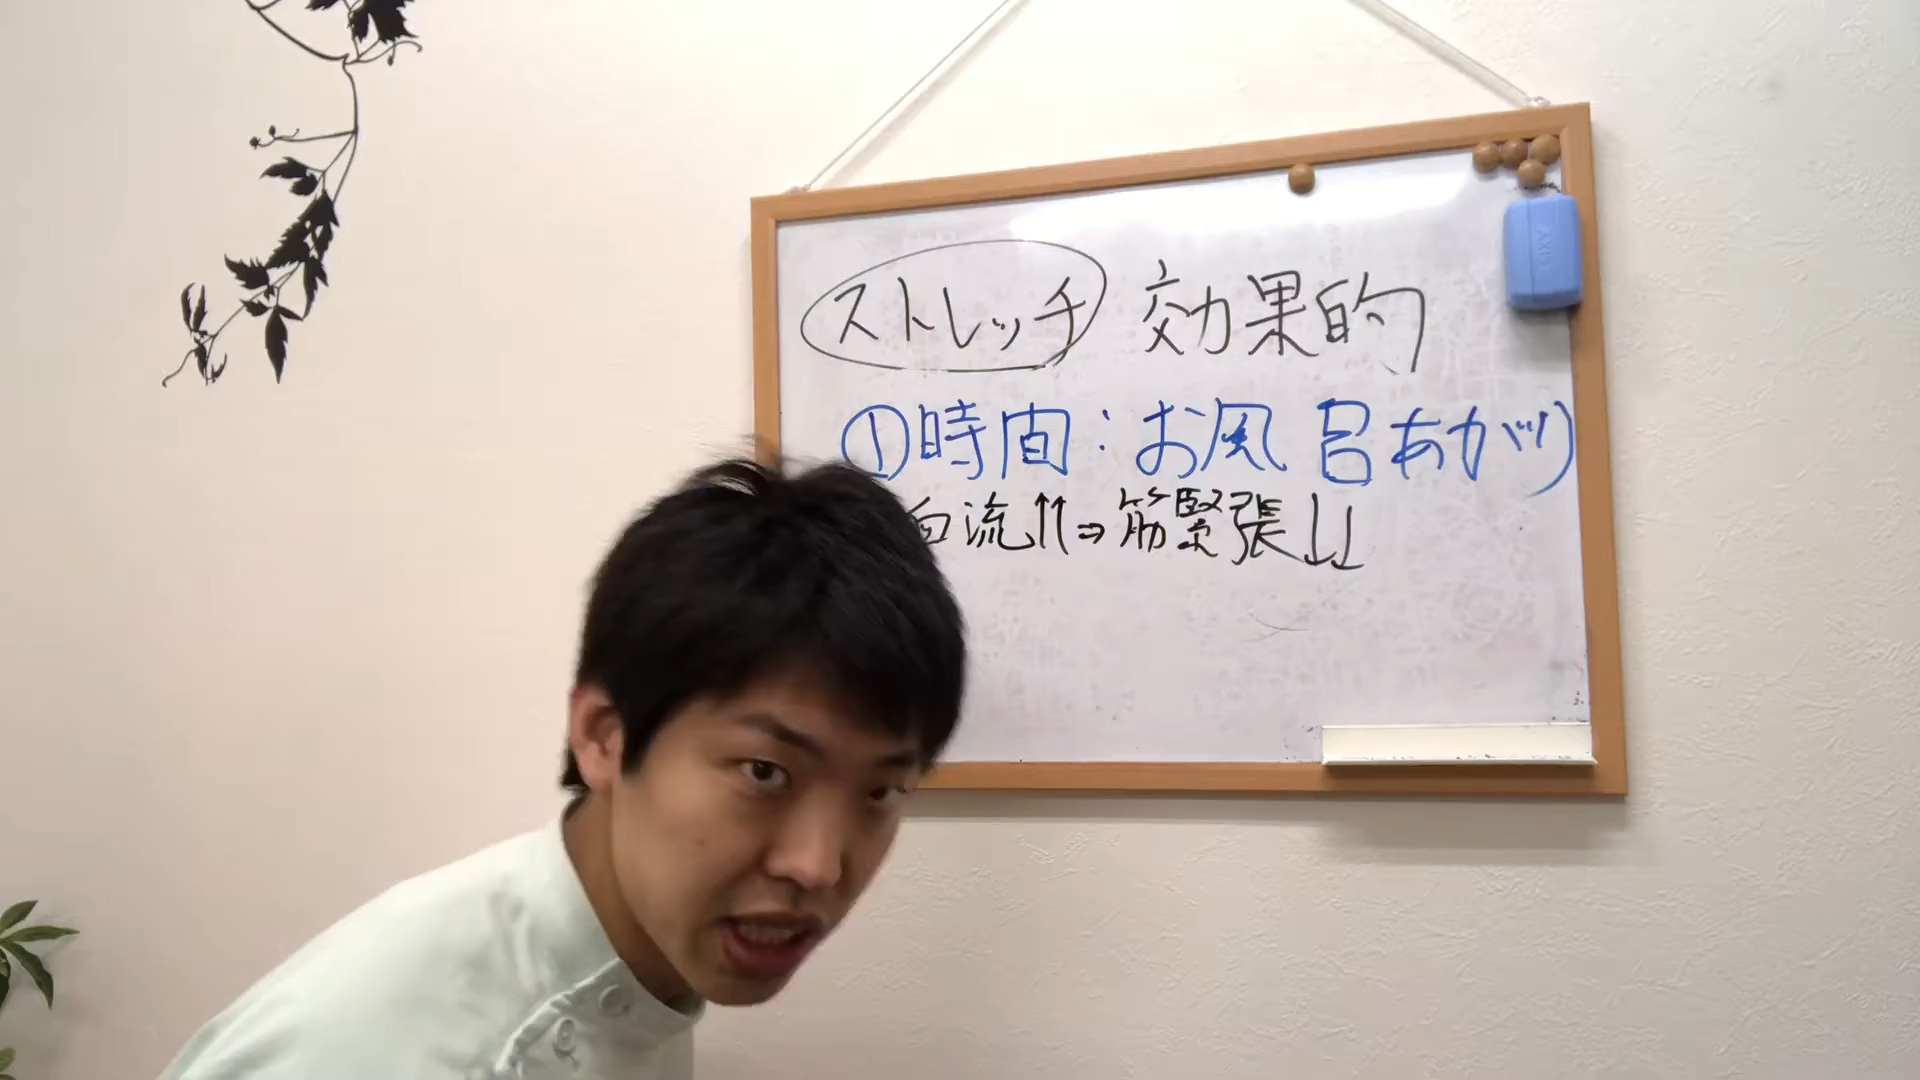 ストレッチ 効果的
①時間:お風呂あがり
血流↑↑⇒筋緊張↓↓